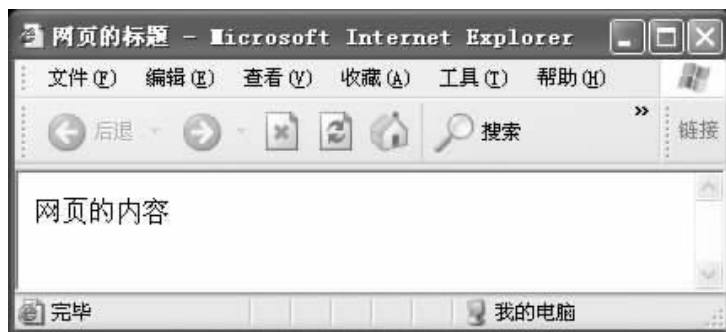 网页的标题 - Microsoft Internet Explorer
文件(F) 编辑(E) 查看(V) 收藏(A) 工具(T) 帮助(H)
后退 搜索 » 链接
网页的内容
完毕 我的电脑